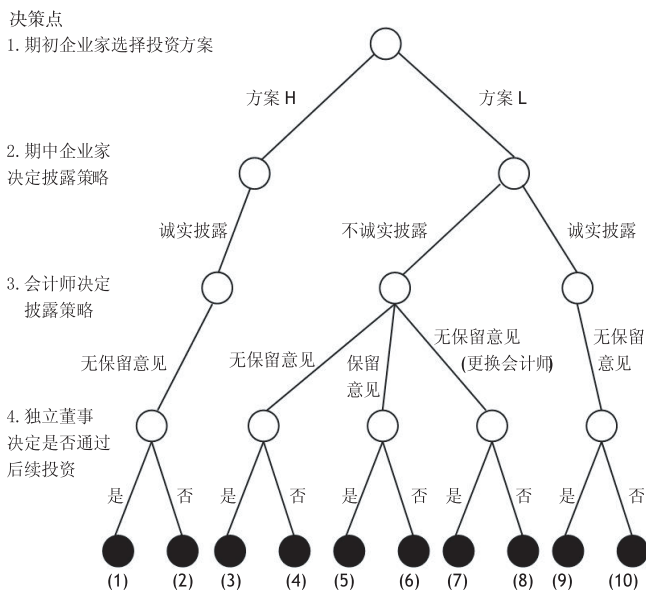 决策点
1.期初企业家选择投资方案
方案 H
方案 L
2.期中企业家
决定披露策略
诚实披露
不诚实披露
诚实披露
3.会计师决定
披露策略
无保留意见
无保留意见
保留
意见
无保留意见
(更换会计师)
无保留
意见
4.独立董事
决定是否通过
后续投资
是 否 是 否 是 否 是 否 是 否
(1) (2) (3) (4) (5) (6) (7) (8) (9) (10)